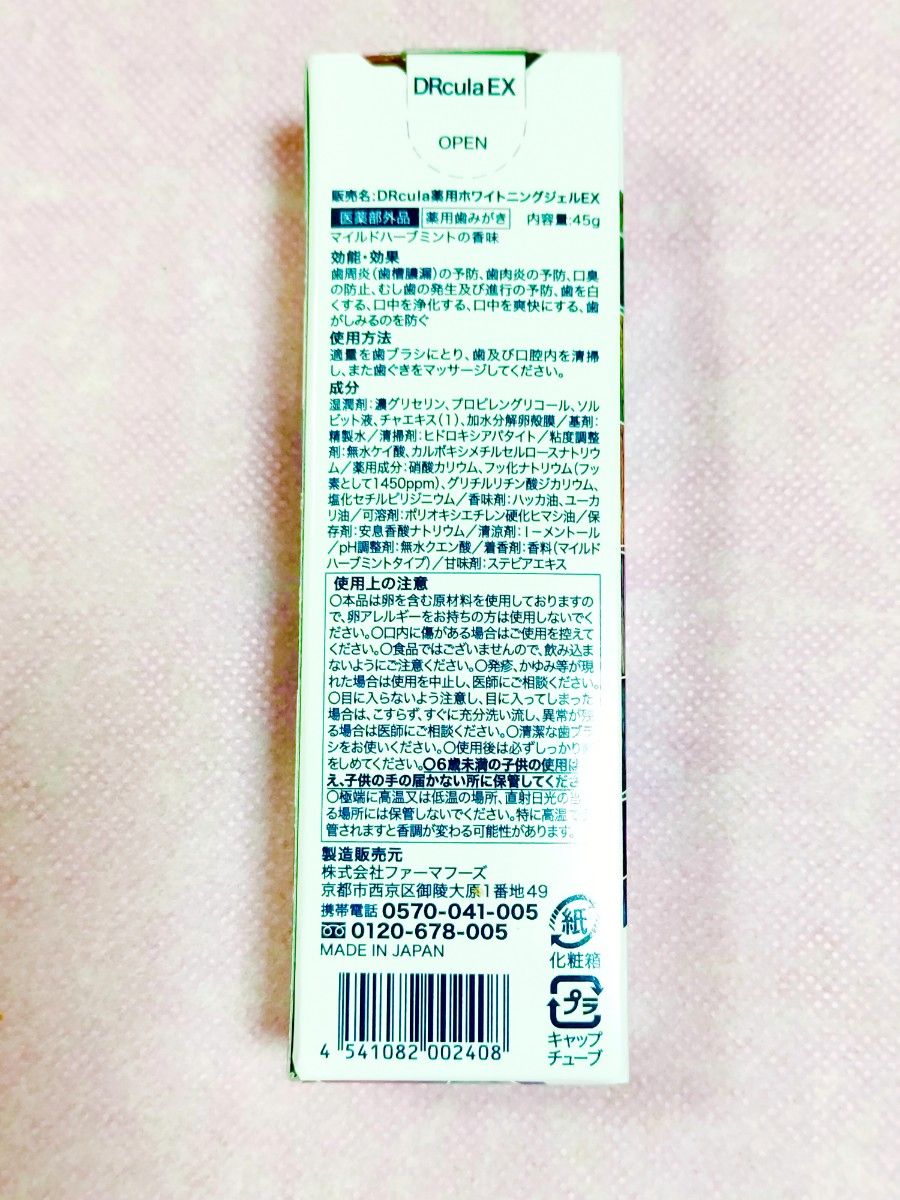 DRcula EX
OPEN
販売名:DRcula薬用ホワイトニングジェルEX
医薬部外品 薬用歯みがき 内容量:45g
マイルドハーブミントの香味
効能・効果
歯周炎(歯槽膿漏)の予防、歯肉炎の予防、口臭
の防止、むし歯の発生及び進行の予防、歯を白
くする、口中を浄化する、口中を爽快にする、歯
がしみるのを防ぐ
使用方法
適量を歯ブラシにとり、歯及び口腔内を清掃
し、また歯ぐきをマッサージしてください。
成分
湿潤剤:濃グリセリン、プロピレングリコール、ソル
ビット液、チャエキス(1)、加水分解卵殻膜/基剤:
精製水/清掃剤:ヒドロキシアパタイト/粘度調整
剤:無水ケイ酸、カルボキシメチルセルロースナトリウ
ム/薬用成分:硝酸カリウム、フッ化ナトリウム(フッ
素として1450ppm)、グリチルリチン酸ジカリウム、
塩化セチルピリジニウム/香味剤:ハッカ油、ユーカ
リ油/可溶剤:ポリオキシエチレン硬化ヒマシ油/保
存剤:安息香酸ナトリウム/清涼剤:l-メントール
/pH調整剤:無水クエン酸/着香剤:香料(マイルド
ハーブミントタイプ)/甘味剤:ステビアエキス
使用上の注意
○本品は卵を含む原材料を使用しておりますの
で、卵アレルギーをお持ちの方は使用しないでく
ださい。○口内に傷がある場合はご使用を控えて
ください。○食品ではございませんので、飲み込ま
ないようにご注意ください。○発疹、かゆみ等が現
れた場合は使用を中止し、医師にご相談ください。
○目に入らないよう注意し、目に入ってしまった
場合は、こすらず、すぐに充分洗い流し、異常が残
る場合は医師にご相談ください。○清潔な歯ブラ
シをお使いください。○使用後は必ずしっかり
をしめてください。○6歳未満の子供の使用は
え、子供の手の届かない所に保管してくださ
○極端に高温又は低温の場所、直射日光の当
る場所には保管しないでください。特に高温で
管されますと香調が変わる可能性があります。
製造販売元
株式会社ファーマフーズ
京都市西京区御陵大原1番地49
携帯電話 0570-041-005
0120-678-005
MADE IN JAPAN
紙
化粧箱
プラ
キャップ
チューブ
4 541082 002408